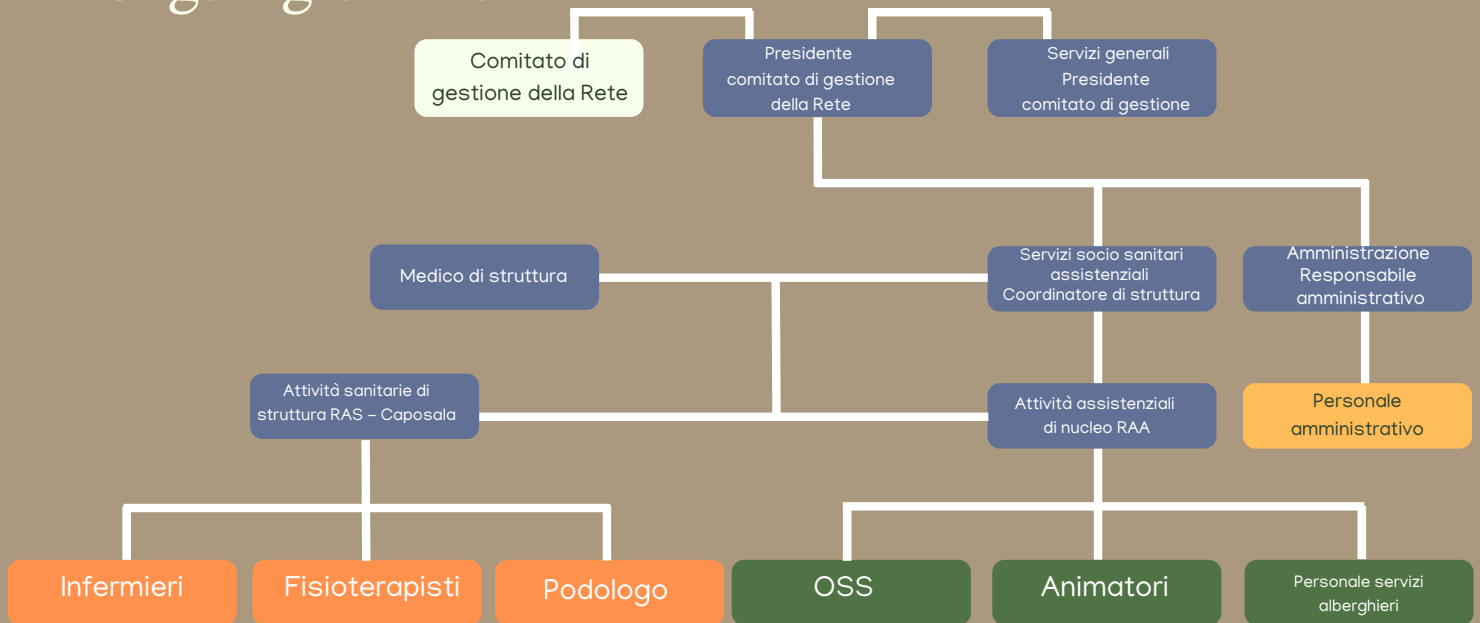 Comitato di
gestione della Rete
Presidente
comitato di gestione
della Rete
Servizi generali
Presidente
comitato di gestione
Medico di struttura
Servizi socio sanitari
assistenziali
Coordinatore di struttura
Amministrazione
Responsabile
amministrativo
Attività sanitarie di
struttura RAS - Caposala
Attività assistenziali
di nucleo RAA
Personale
amministrativo
Infermieri
Fisioterapisti
Podologo
OSS
Animatori
Personale servizi
alberghieri